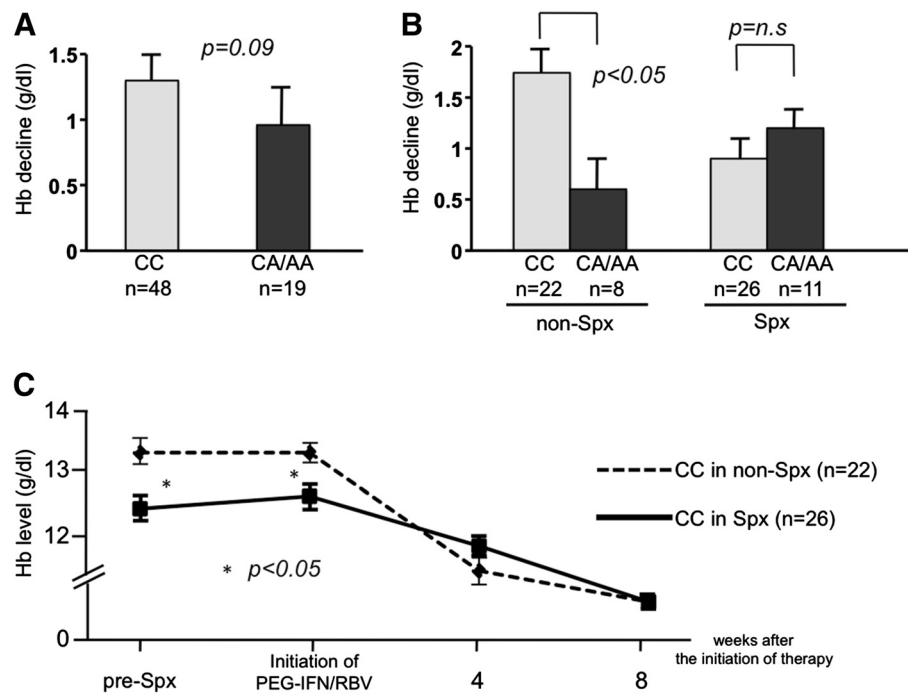 A
Hb decline (g/dl)
1.5
1
0.5
0
p=0.09
CC
CA/AA
n=48
n=19
B
Hb decline (g/dl)
2
1.5
1
0.5
0
p<0.05
p=n.s
CC
CA/AA
CC
CA/AA
n=22
n=8
n=26
n=11
non-Spx
Spx
C
Hb level (g/dl)
14
13
12
0
*
*
* p<0.05
CC in non-Spx (n=22)
CC in Spx (n=26)
pre-Spx
Initiation of
PEG-IFN/RBV
4
8
weeks after
the initiation of therapy